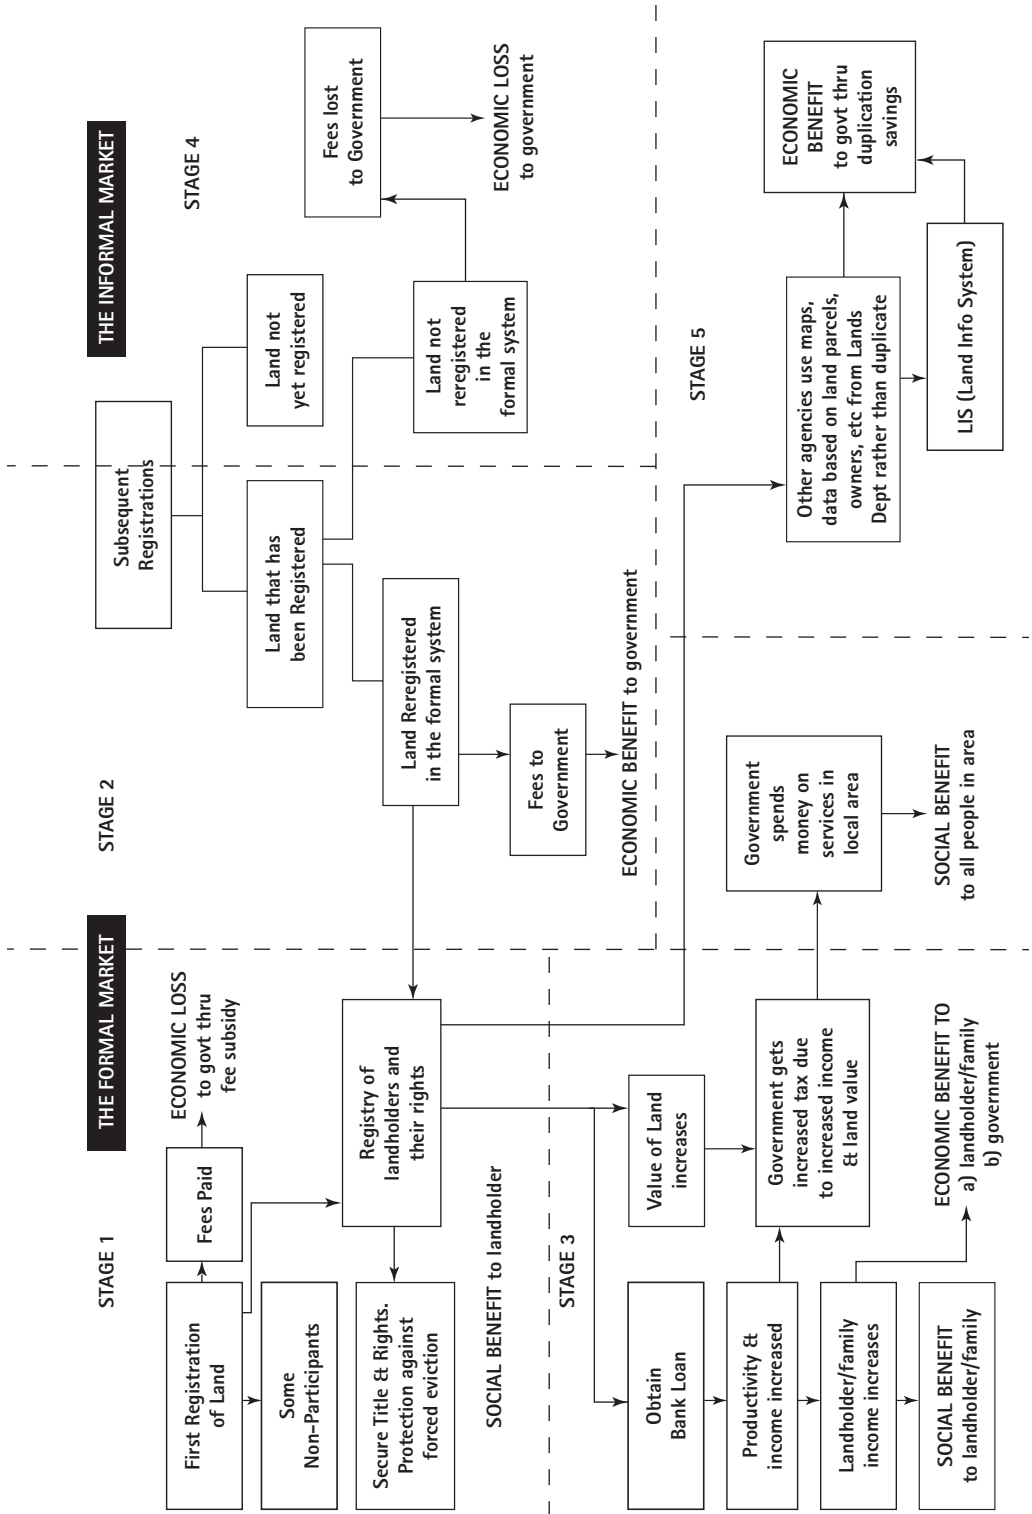 THE FORMAL MARKET
THE INFORMAL MARKET
STAGE 1
First Registration
of Land
Fees Paid
ECONOMIC LOSS
to govt thru
fee subsidy
Some
Non-Participants
Registry of
landholders and
their rights
Secure Title & Rights.
Protection against
forced eviction
SOCIAL BENEFIT to landholder
STAGE 2
Subsequent
Registrations
Land that has
been Registered
Land Reregistered
in the formal system
Fees to
Government
ECONOMIC BENEFIT to government
STAGE 4
Land not
yet registered
Land not
reregistered
in the
formal system
Fees lost
to Government
ECONOMIC LOSS
to government
STAGE 3
Obtain
Bank Loan
Value of Land
increases
Productivity &
income increased
Government gets
increased tax due
to increased income
& land value
Government
spends
money on
services in
local area
SOCIAL BENEFIT
to all people in area
Landholder/family
income increases
ECONOMIC BENEFIT TO
a) landholder/family
b) government
SOCIAL BENEFIT
to landholder/family
STAGE 5
Other agencies use maps,
data based on land parcels,
owners, etc from Lands
Dept rather than duplicate
ECONOMIC
BENEFIT
to govt thru
duplication
savings
LIS (Land Info System)